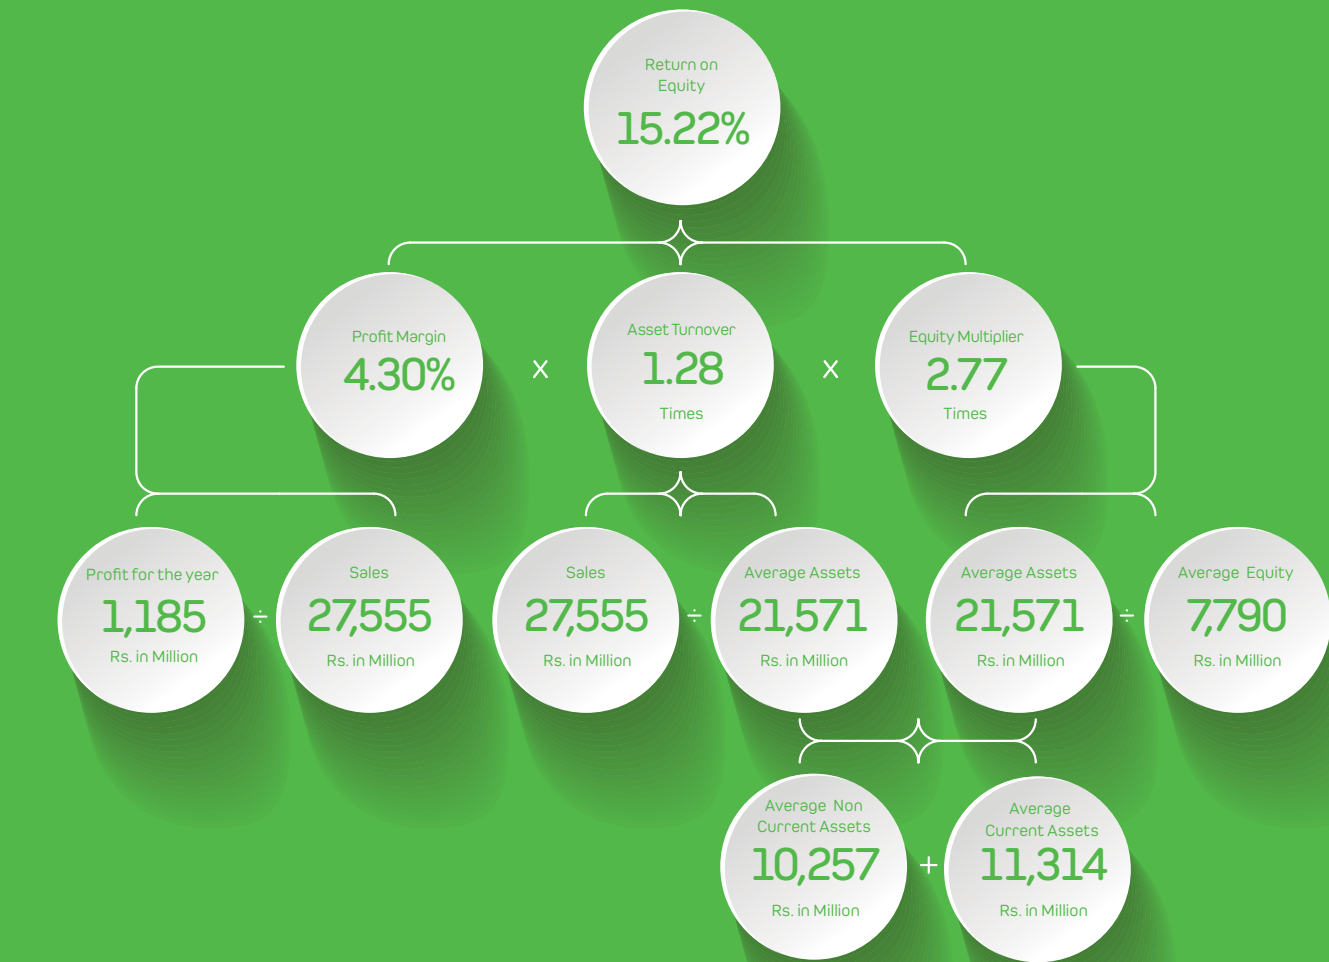 Return on
Equity
15.22%
Profit Margin
4.30%
x
Asset Turnover
1.28
Times
x
Equity Multiplier
2.77
Times
Profit for the year
1,185
Rs. in Million
÷
Sales
27,555
Rs. in Million
Sales
27,555
Rs. in Million
÷
Average Assets
21,571
Rs. in Million
Average Assets
21,571
Rs. in Million
÷
Average Equity
7,790
Rs. in Million
Average Non
Current Assets
10,257
Rs. in Million
+
Average
Current Assets
11,314
Rs. in Million